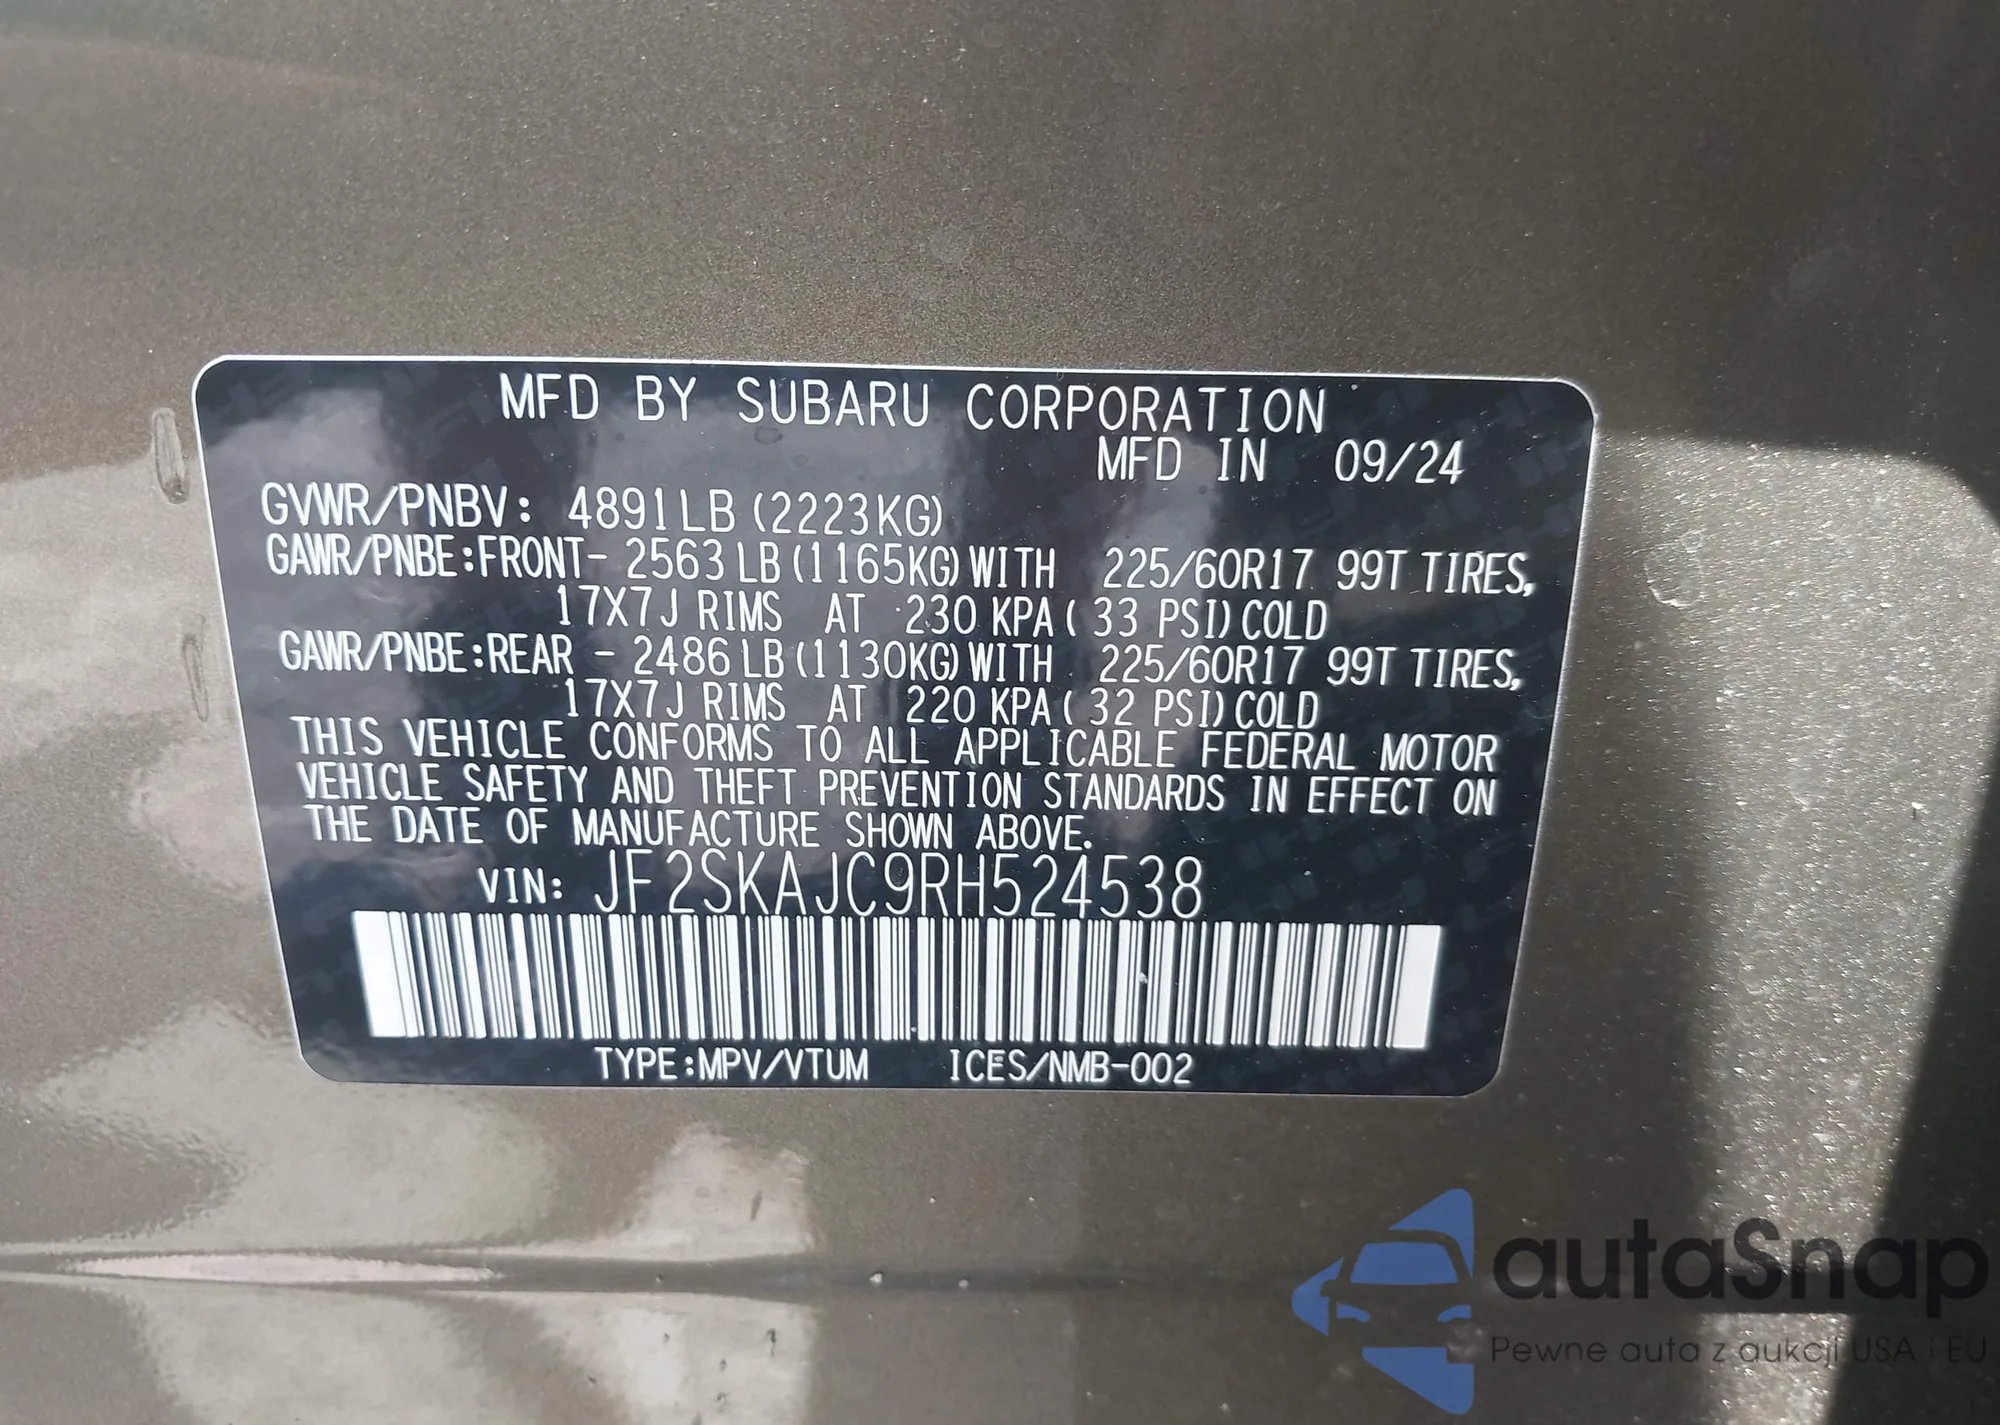 MFD BY SUBARU CORPORATION
MFD IN 09/24
GVWR/PNBV: 4891LB (2223KG)
GAWR/PNBE:FRONT- 2563LB(1165KG)WITH 225/60R17 99T TIRES,
17X7J RIMS AT 230 KPA( 33 PSI)COLD
GAWR/PNBE:REAR - 2486LB(1130KG)WITH 225/60R17 99T TIRES,
17X7J RIMS AT 220 KPA( 32 PSI)COLD
THIS VEHICLE CONFORMS TO ALL APPLICABLE FEDERAL MOTOR
VEHICLE SAFETY AND THEFT PREVENTION STANDARDS IN EFFECT ON
THE DATE OF MANUFACTURE SHOWN ABOVE.
VIN: JF2SKAJC9RH524538
TYPE:MPV/VTUM ICES/NMB-002
autaSnap
Pewne auta z aukcji USA i EU